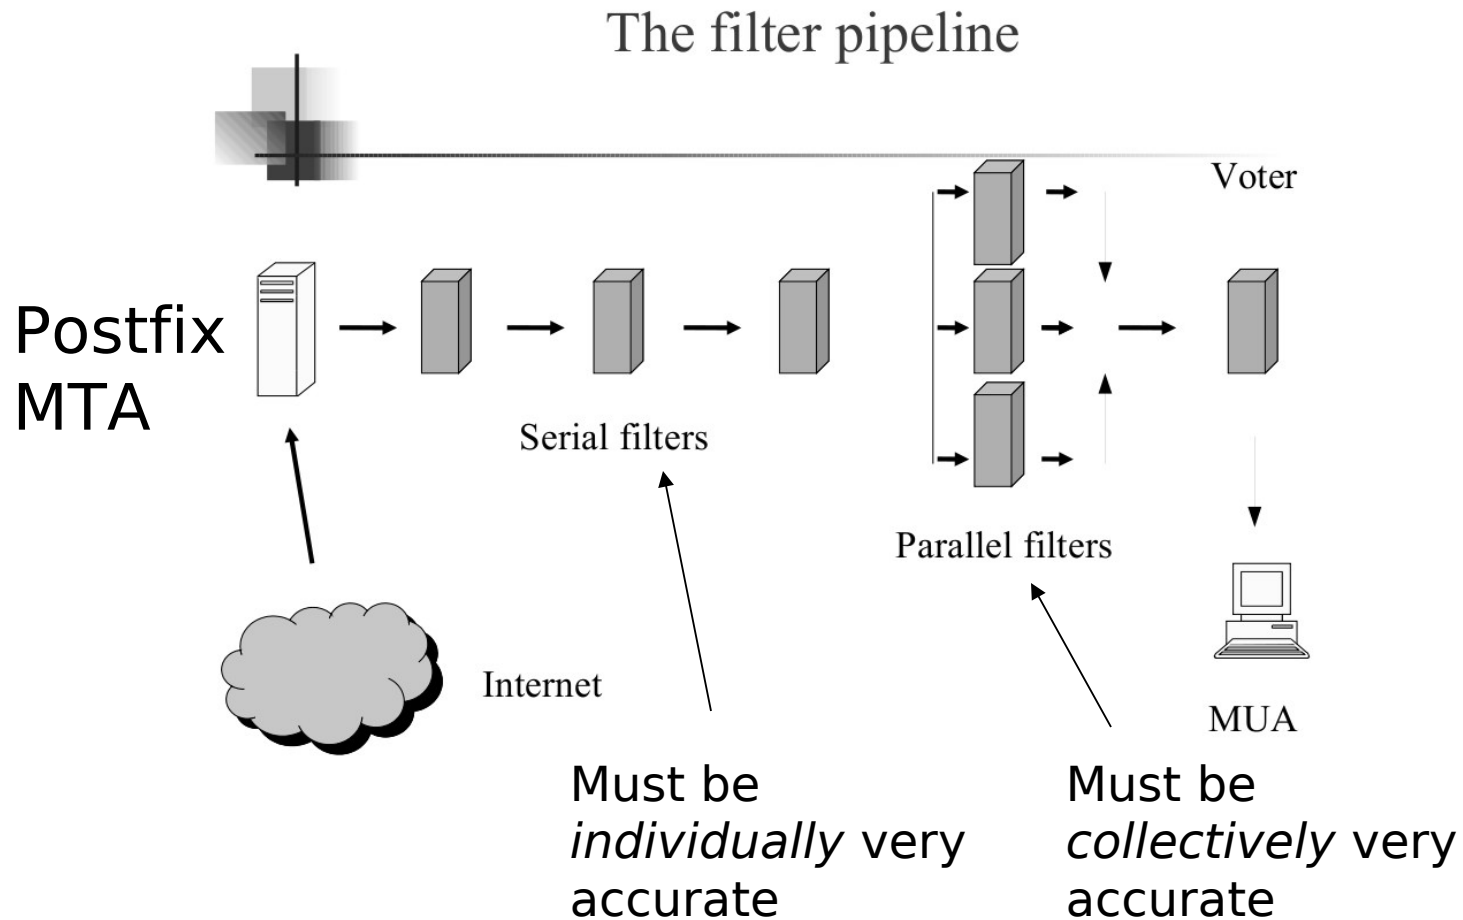 The filter pipeline
Voter
Postfix
MTA
Serial filters
Parallel filters
Internet
MUA
Must be
individually very
accurate
Must be
collectively very
accurate